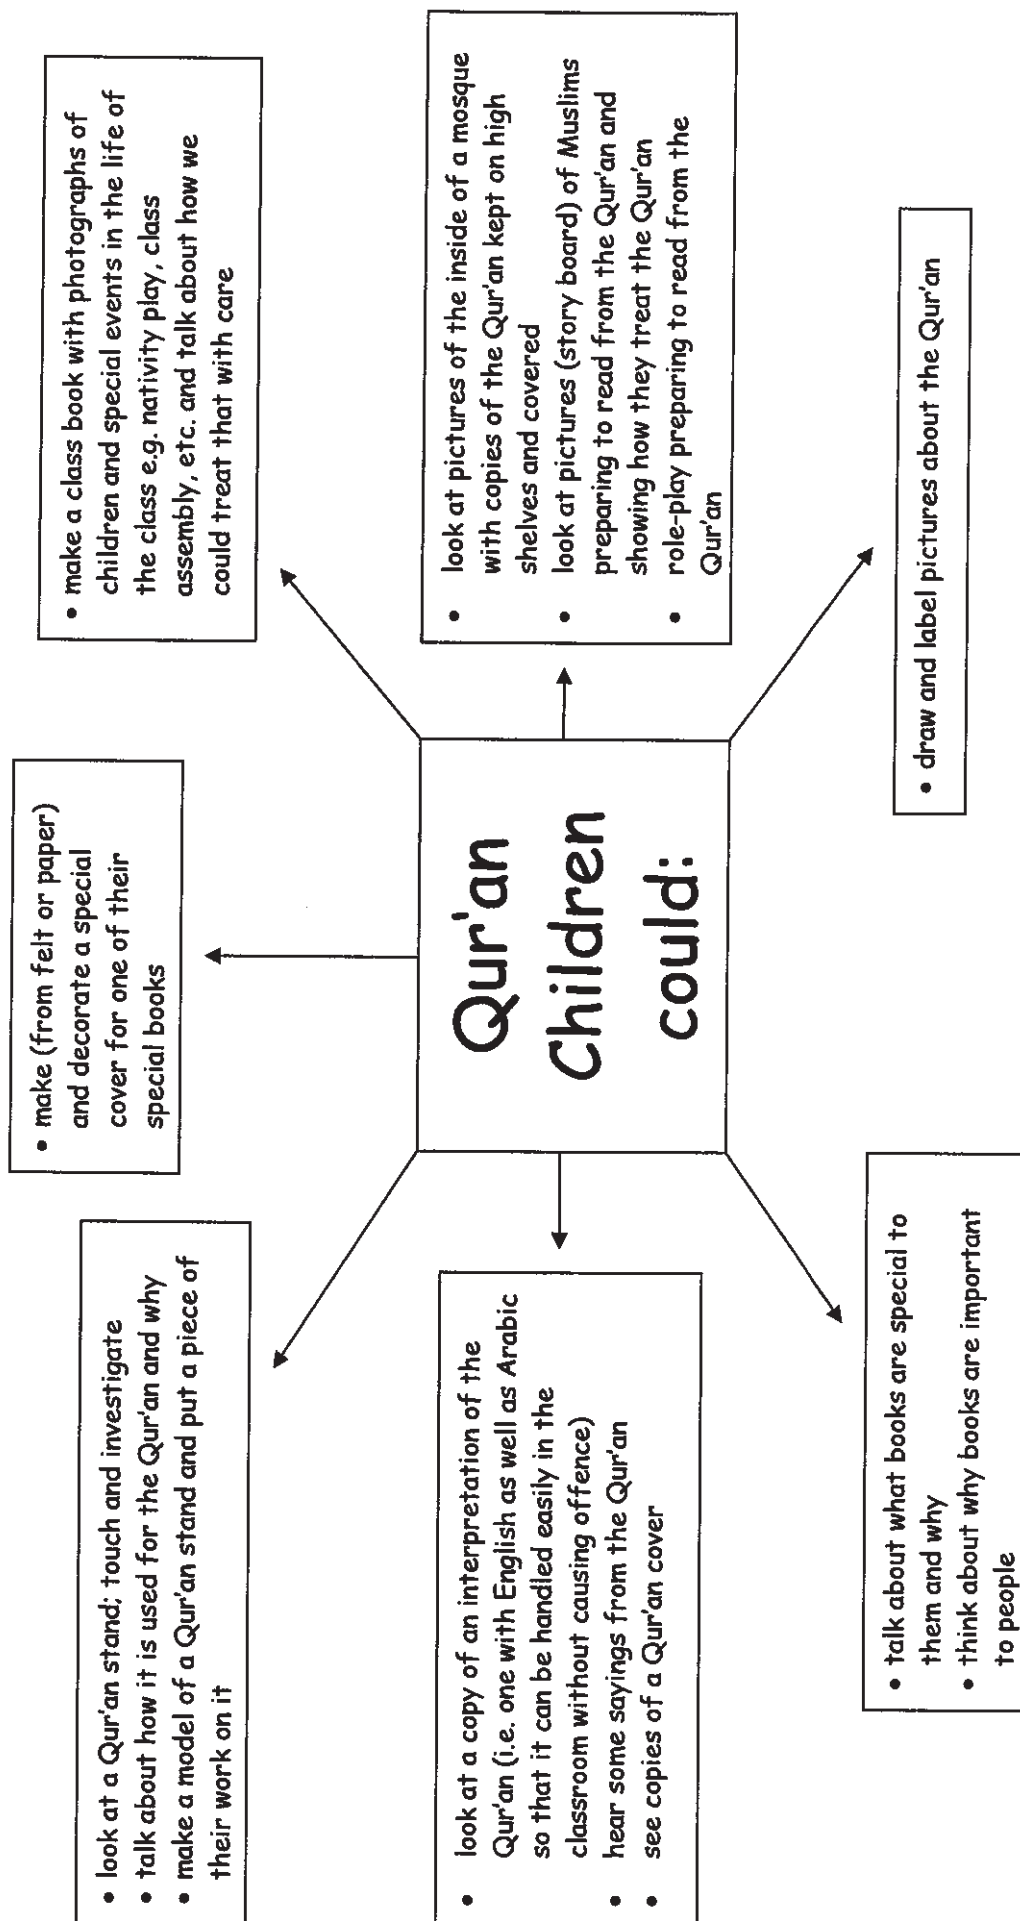 • look at a Qur'an stand; touch and investigate
• talk about how it is used for the Qur'an and why
• make a model of a Qur'an stand and put a piece of
their work on it
• make (from felt or paper)
and decorate a special
cover for one of their
special books
• make a class book with photographs of
children and special events in the life of
the class e.g. nativity play, class
assembly, etc. and talk about how we
could treat that with care
• look at a copy of an interpretation of the
Qur'an (i.e. one with English as well as Arabic
so that it can be handled easily in the
classroom without causing offence)
• hear some sayings from the Qur'an
• see copies of a Qur'an cover
Qur'an
Children
could:
• look at pictures of the inside of a mosque
with copies of the Qur'an kept on high
shelves and covered
• look at pictures (story board) of Muslims
preparing to read from the Qur'an and
showing how they treat the Qur'an
• role-play preparing to read from the
Qur'an
• talk about what books are special to
them and why
• think about why books are important
to people
• draw and label pictures about the Qur'an